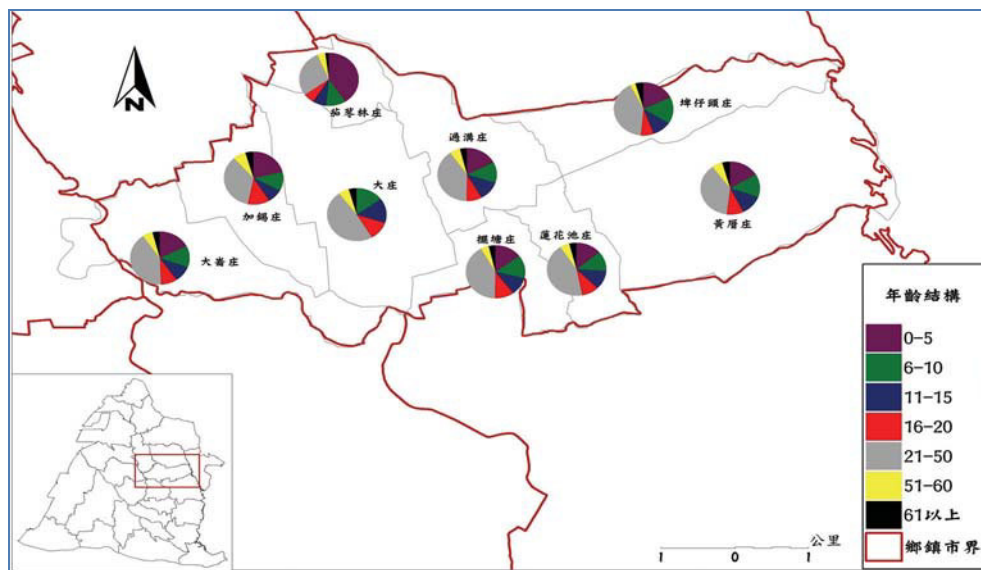 N
茄苳林庄
埤仔頭庄
過溝庄
大庄
加錫庄
黃厝庄
蓮花池庄
擺塘庄
大崙庄
年齡結構
0-5
6-10
11-15
16-20
21-50
51-60
61以上
鄉鎮市界
公里
1 0 1